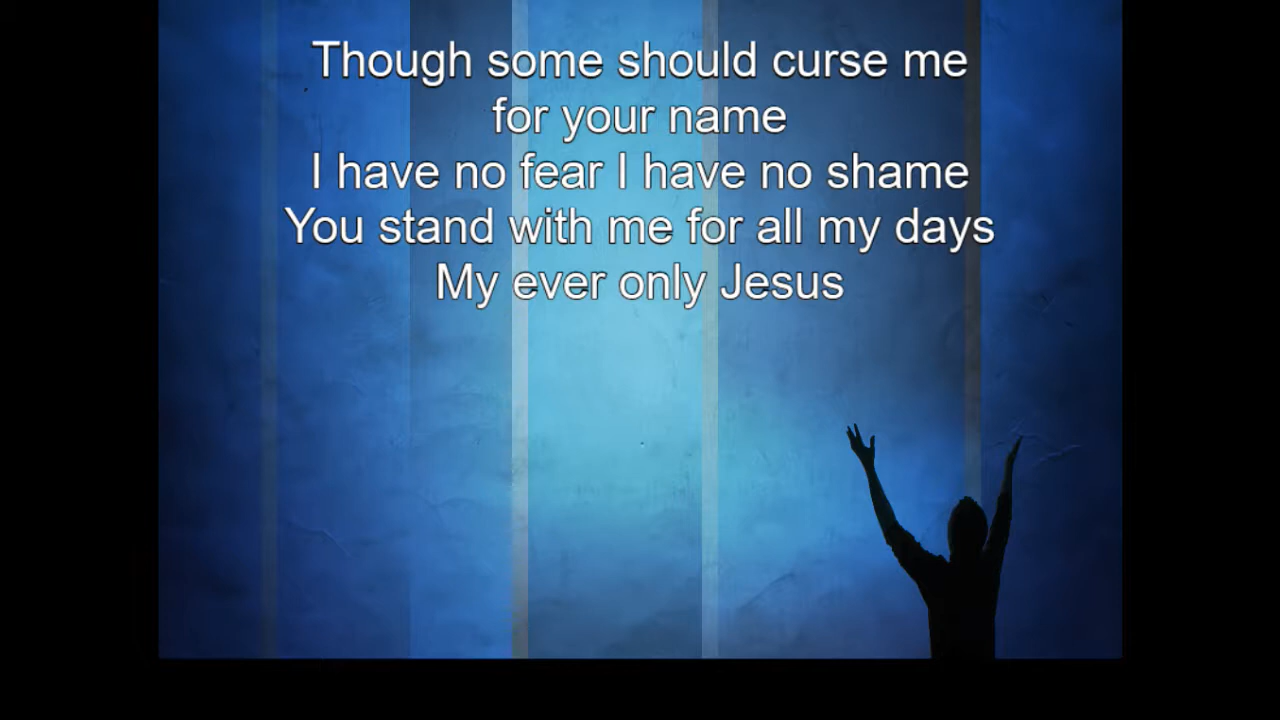 Though some should curse me
for your name
I have no fear I have no shame
You stand with me for all my days
My ever only Jesus